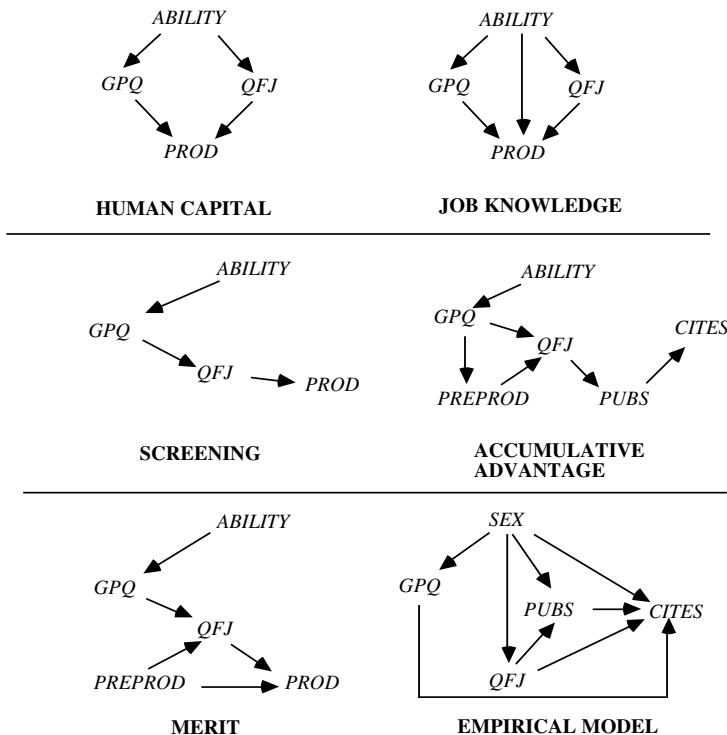 ABILITY
GPQ QFJ
PROD
HUMAN CAPITAL
ABILITY
GPQ QFJ
PROD
JOB KNOWLEDGE
ABILITY
GPQ
QFJ
PROD
SCREENING
ABILITY
GPQ
CITES
QFJ
PREPROD PUBS
ACCUMULATIVE
ADVANTAGE
ABILITY
GPQ
QFJ
PREPROD PROD
MERIT
SEX
GPQ
PUBS CITES
QFJ
EMPIRICAL MODEL